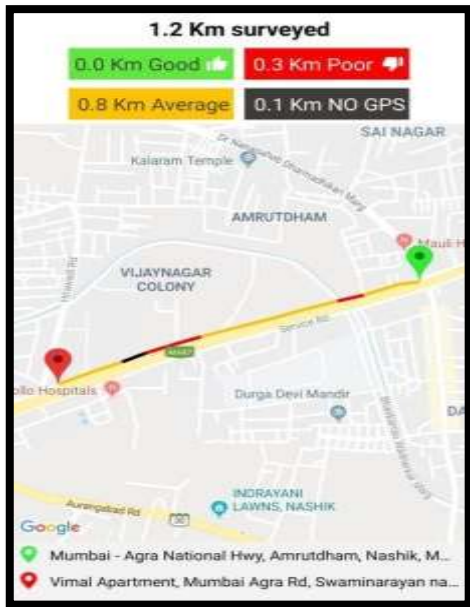 1.2 Km surveyed
0.0 Km Good
0.3 Km Poor
0.8 Km Average
0.1 Km NO GPS
SAI NAGAR
Kalaram Temple
AMRUTDHAM
Mauli H
VIJAYNAGAR
COLONY
Service Rd
ollo Hospitals
Durga Devi Mandir
DA
INDRAYANI
LAWNS, NASHIK
Aurangabad Rd
Google
Mumbai - Agra National Hwy, Amrutdham, Nashik, M...
Vimal Apartment, Mumbai Agra Rd, Swaminarayan na...